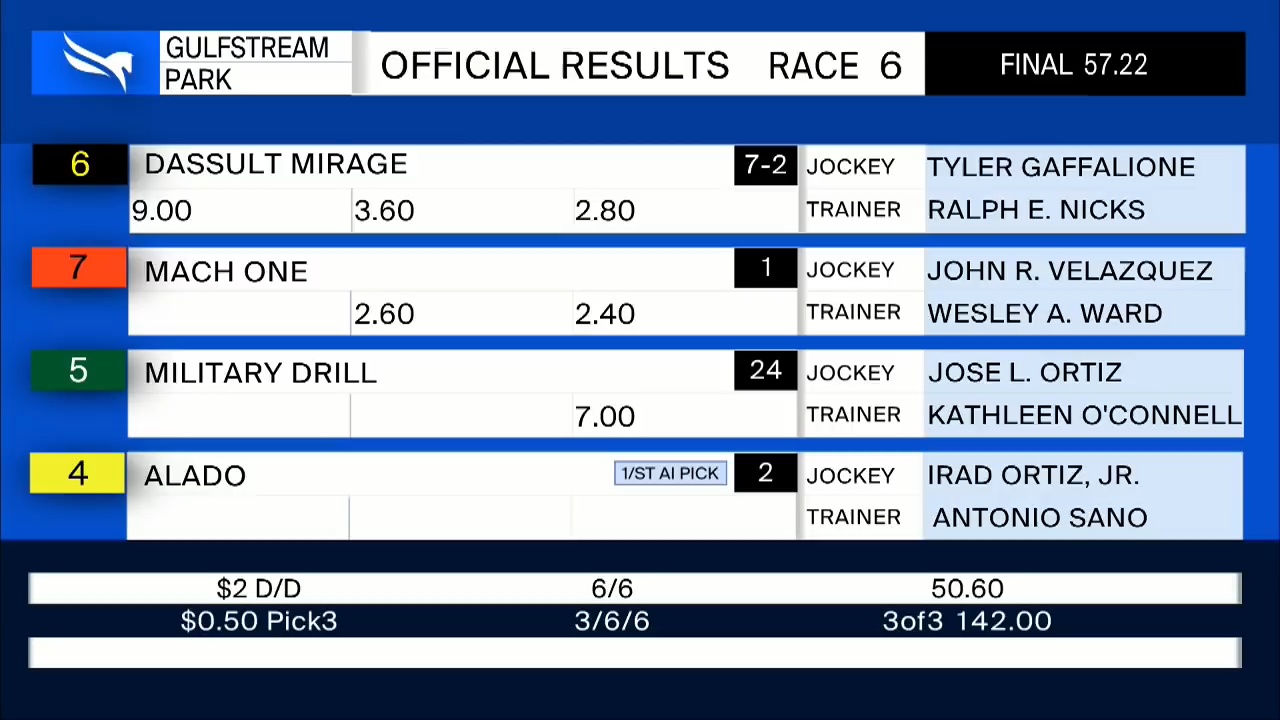 GULFSTREAM PARK OFFICIAL RESULTS RACE 6 FINAL 57.22
6 DASSULT MIRAGE 7-2 JOCKEY TYLER GAFFALIONE
9.00 3.60 2.80 TRAINER RALPH E. NICKS
7 MACH ONE 1 JOCKEY JOHN R. VELAZQUEZ
2.60 2.40 TRAINER WESLEY A. WARD
5 MILITARY DRILL 24 JOCKEY JOSE L. ORTIZ
7.00 TRAINER KATHLEEN O'CONNELL
4 ALADO 1/ST AI PICK 2 JOCKEY IRAD ORTIZ, JR.
TRAINER ANTONIO SANO
$2 D/D 6/6 50.60
$0.50 Pick3 3/6/6 3of3 142.00